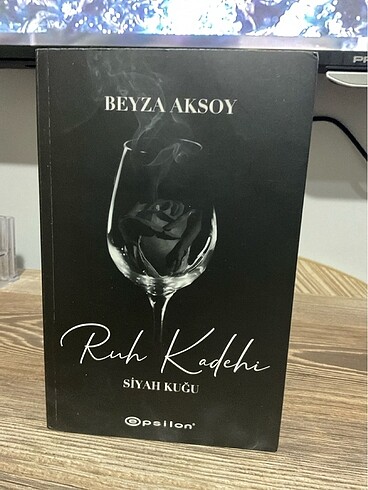 BEYZA AKSOY
Ruh Kadehi
SİYAH KUĞU
epsilon®